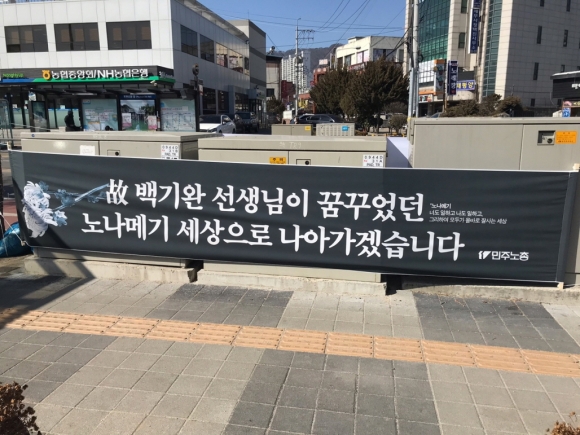 농협중앙회/NH농협은행
故 백기완 선생님이 꿈꾸었던
노나메기 세상으로 나아가겠습니다
'노나메기'
너도 일하고 나도 일하고,
그리하여 모두가 올바로 잘사는 세상
민주노총